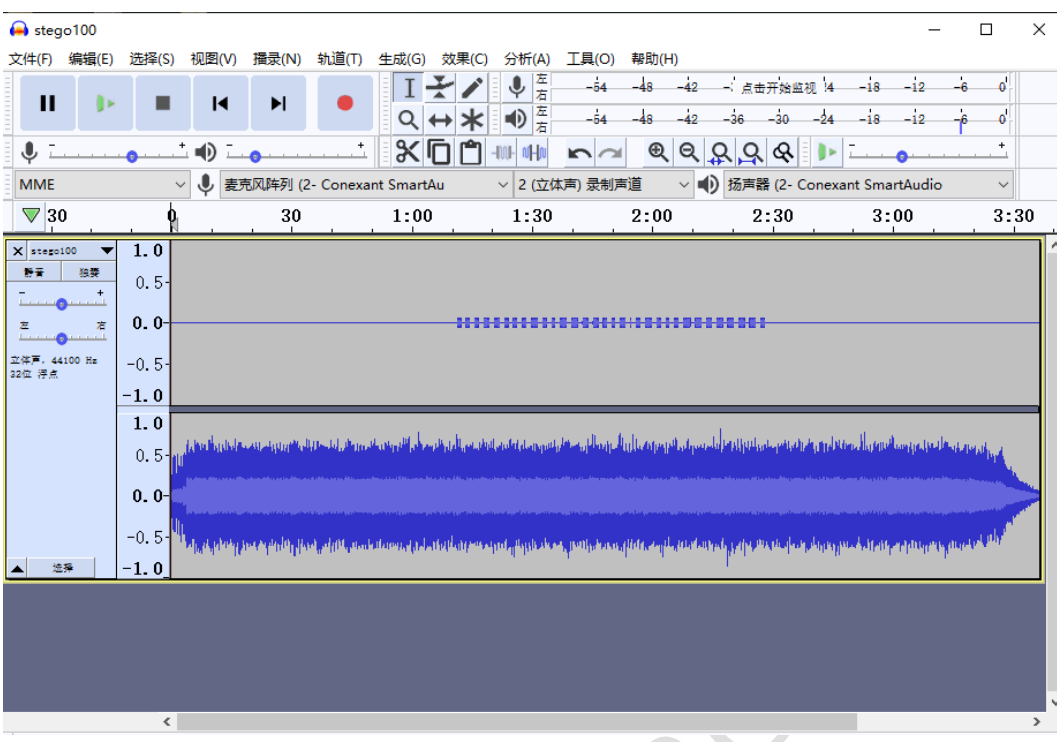 stego100
文件(F) 编辑(E) 选择(S) 视图(V) 播录(N) 轨道(T) 生成(G) 效果(C) 分析(A) 工具(O) 帮助(H)
左 右 -54 -48 -42 -点击开始监视 !4 -18 -12 -6 0
左 右 -54 -48 -42 -36 -30 -24 -18 -12 -6 0
MME 麦克风阵列 (2- Conexant SmartAu 2 (立体声) 录制声道 扬声器 (2- Conexant SmartAudio
30 0 30 1:00 1:30 2:00 2:30 3:00 3:30
stego100
静音 独奏
- +
左 右
立体声, 44100 Hz
32位 浮点
选择
1.0
0.5
0.0
-0.5
-1.0
1.0
0.5
0.0
-0.5
-1.0